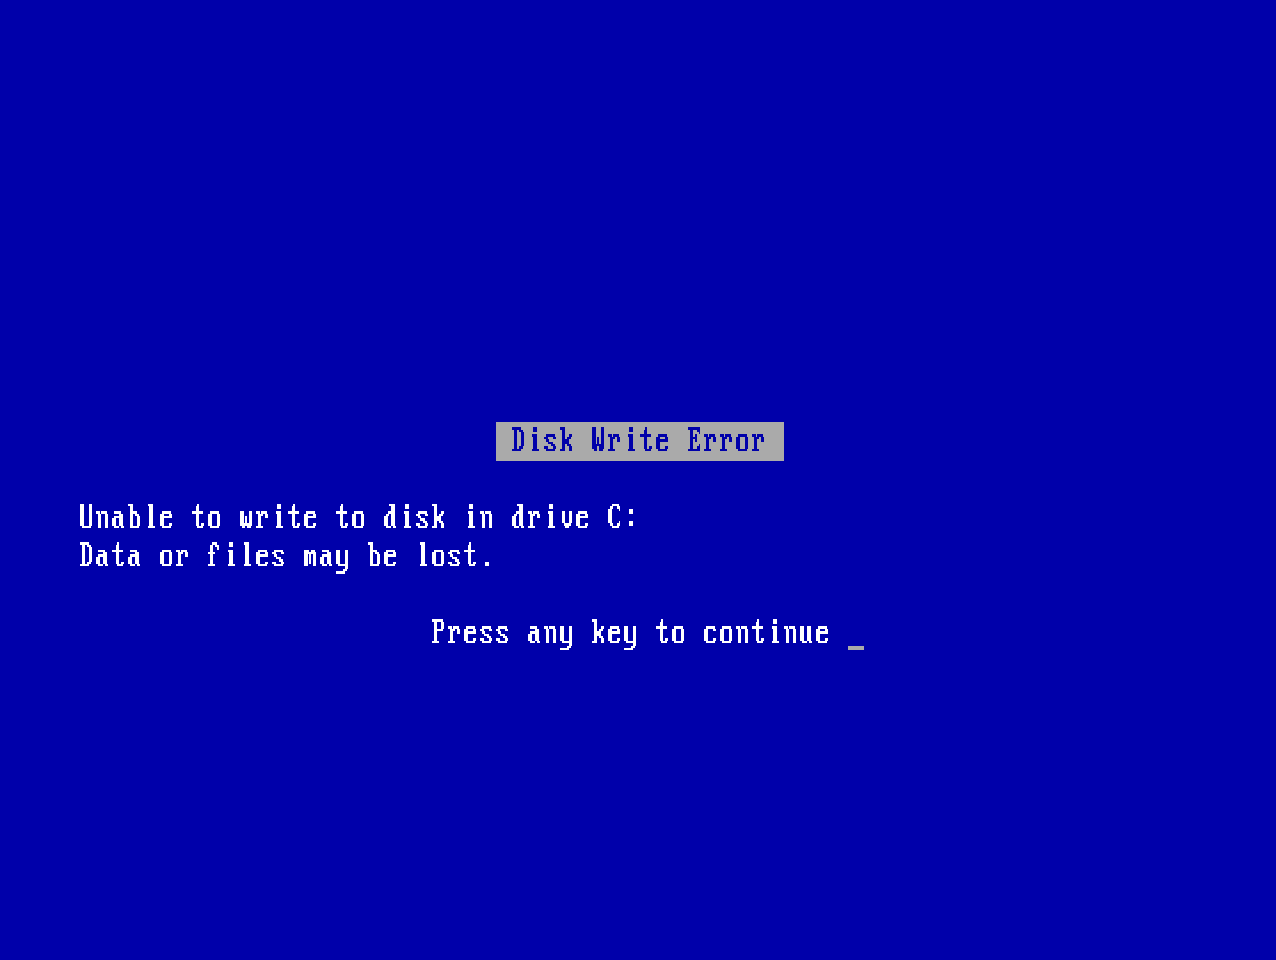 Disk Write Error
Unable to write to disk in drive C:
Data or files may be lost.
Press any key to continue _